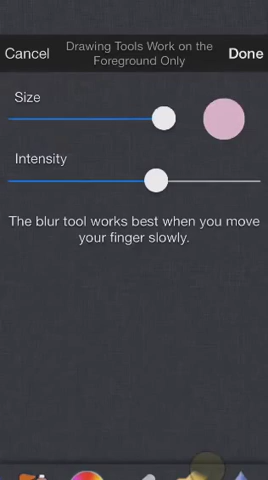 Cancel
Drawing Tools Work on the
Foreground Only
Done
Size
Intensity
The blur tool works best when you move
your finger slowly.